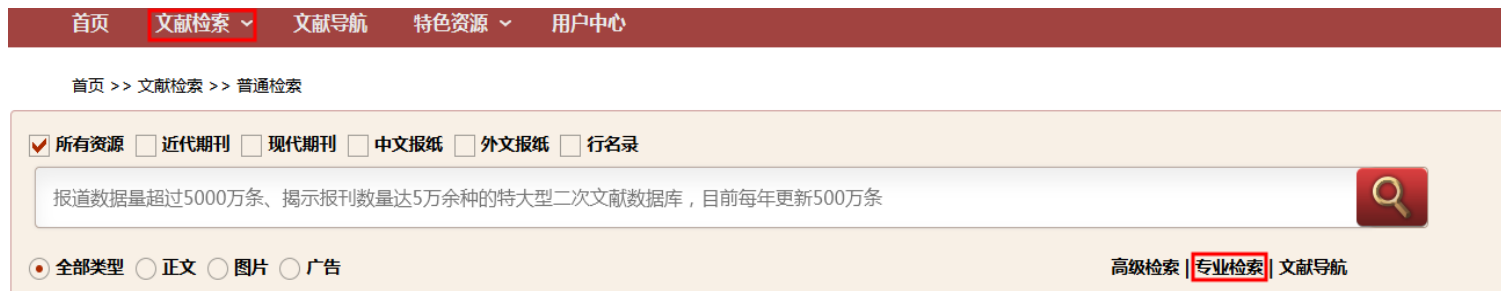 首页 文献检索 文献导航 特色资源 用户中心
首页 >> 文献检索 >> 普通检索
所有资源 近代期刊 现代期刊 中文报纸 外文报纸 行名录
报道数据量超过5000万条、揭示报刊数量达5万余种的特大型二次文献数据库，目前每年更新500万条
全部类型 正文 图片 广告 高级检索 | 专业检索 | 文献导航